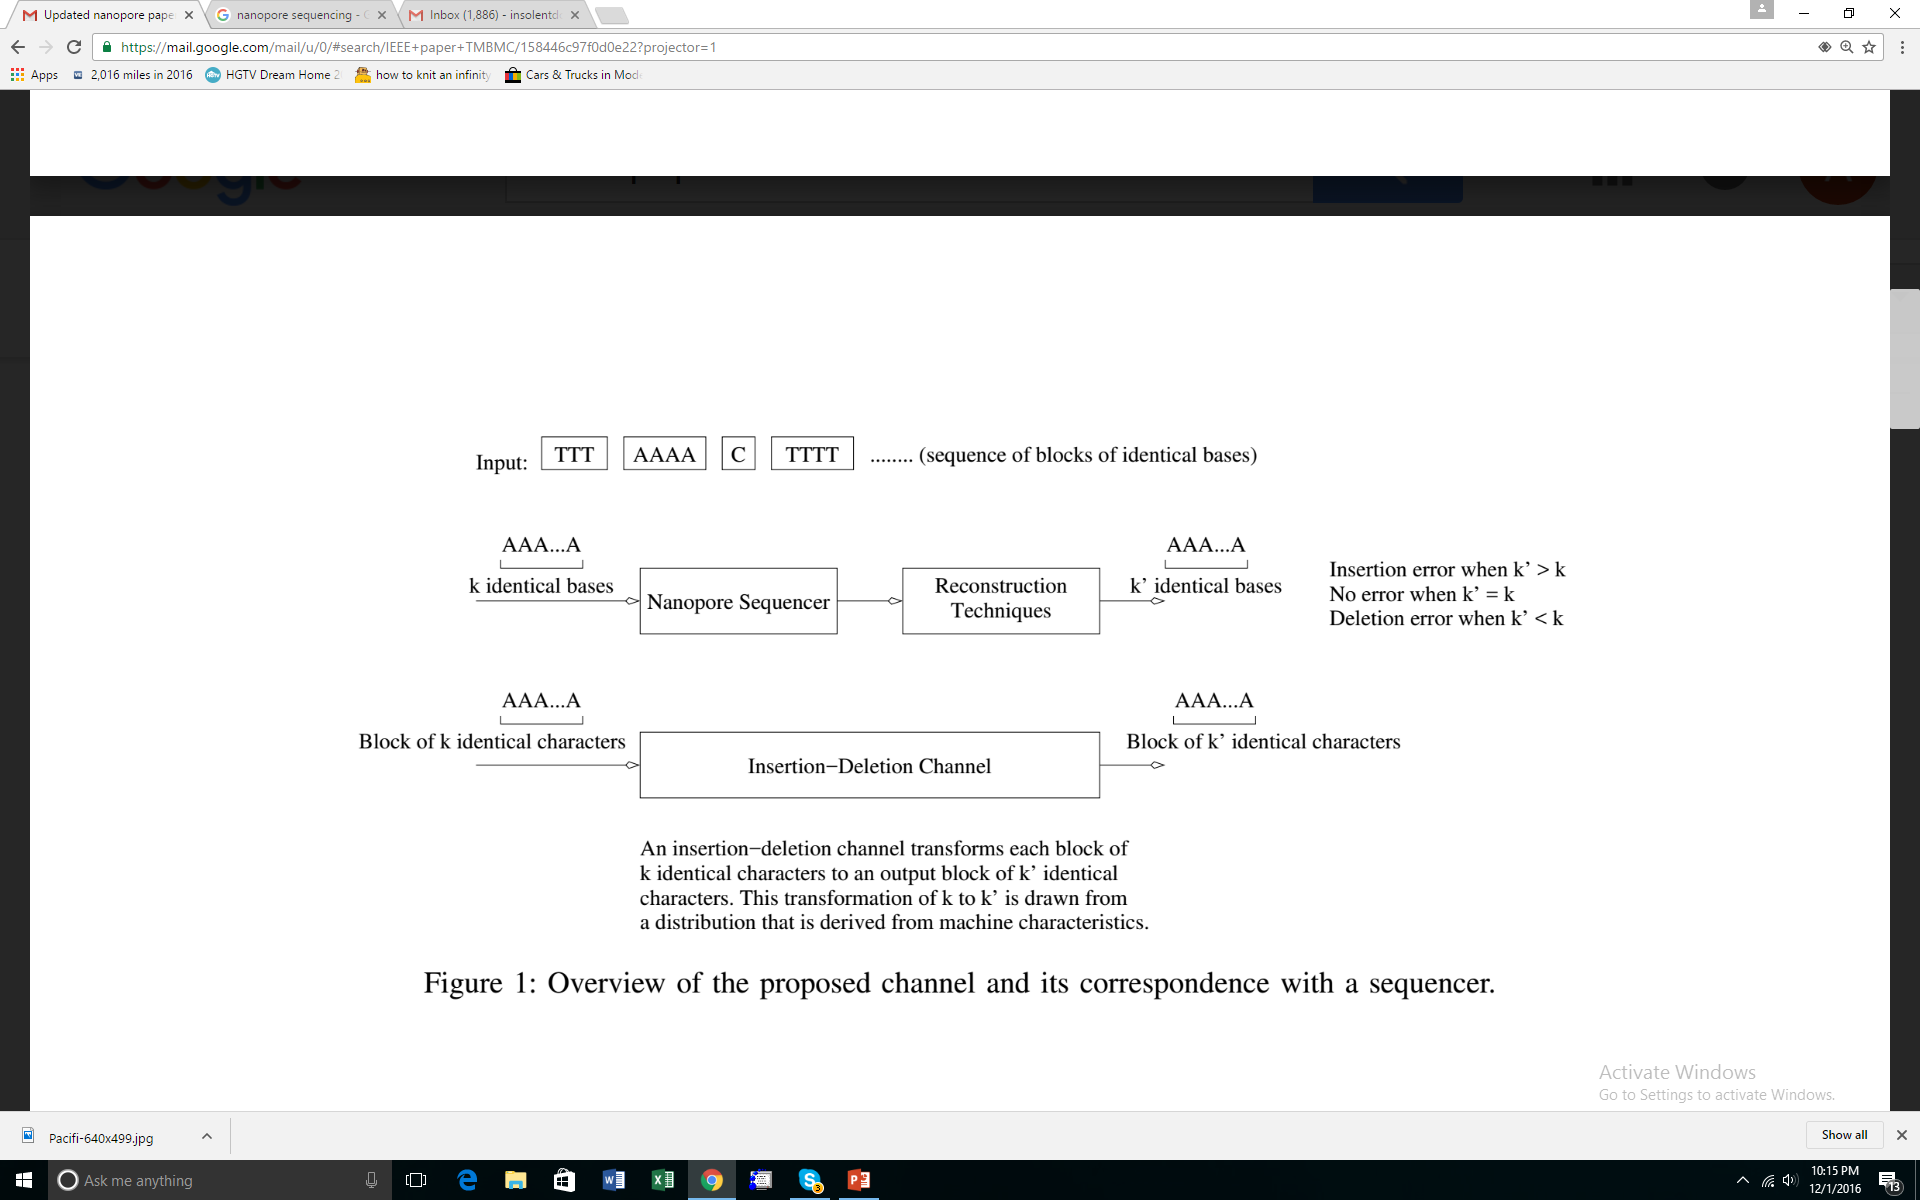 Updated nanopore pape
nanopore sequencing - G
Inbox (1,886) - insolentd
https://mail.google.com/mail/u/0/#search/IEEE+paper+TMBMC/158446c97f0d0e22?projector=1
Apps
2,016 miles in 2016
HGTV Dream Home 2
how to knit an infinity
Cars & Trucks in Mod
Input: TTT AAAA C TTTT ........ (sequence of blocks of identical bases)
AAA...A
k identical bases
Nanopore Sequencer
Reconstruction
Techniques
AAA...A
k’ identical bases
Insertion error when k’ > k
No error when k’ = k
Deletion error when k’ < k
AAA...A
Block of k identical characters
Insertion−Deletion Channel
AAA...A
Block of k’ identical characters
An insertion−deletion channel transforms each block of
k identical characters to an output block of k’ identical
characters. This transformation of k to k’ is drawn from
a distribution that is derived from machine characteristics.
Figure 1: Overview of the proposed channel and its correspondence with a sequencer.
Activate Windows
Go to Settings to activate Windows.
Pacifi-640x499.jpg
Show all
Ask me anything
10:15 PM
12/1/2016
3
13